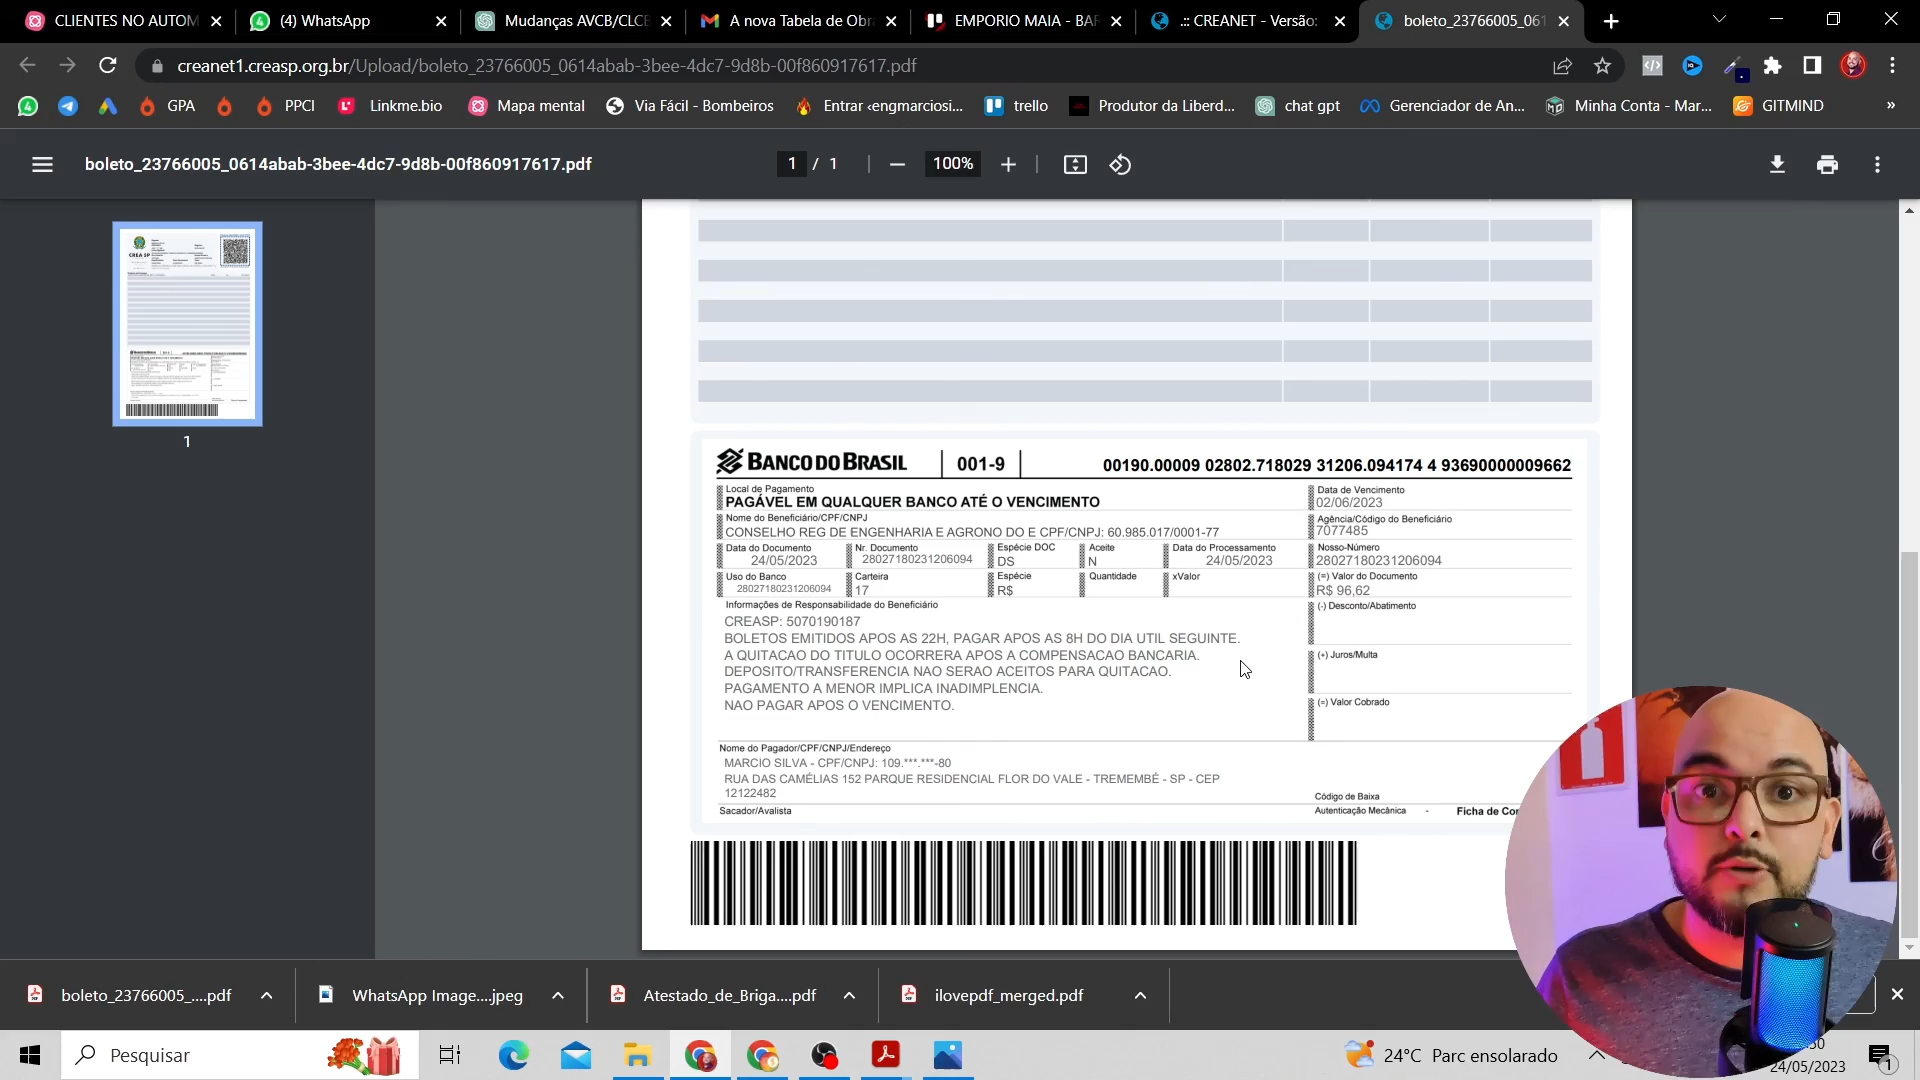 CLIENTES NO AUTOM
(4) WhatsApp
Mudanças AVCB/CLCB
A nova Tabela de Obra
EMPORIO MAIA - BAR
.:: CREANET - Versão:
boleto_23766005_061
creanet1.creasp.org.br/Upload/boleto_23766005_0614abab-3bee-4dc7-9d8b-00f860917617.pdf
GPA
PPCI
Linkme.bio
Mapa mental
Via Fácil - Bombeiros
Entrar ‹engmarciosi...
trello
Produtor da Liberd...
chat gpt
Gerenciador de An...
Minha Conta - Mar...
GITMIND
»
boleto_23766005_0614abab-3bee-4dc7-9d8b-00f860917617.pdf
1 / 1
100%
CREA SP
1
BANCO DO BRASIL
001-9
00190.00009 02802.718029 31206.094174 4 93690000009662
Local de Pagamento
PAGÁVEL EM QUALQUER BANCO ATÉ O VENCIMENTO
Data de Vencimento
02/06/2023
Nome do Beneficiário/CPF/CNPJ
CONSELHO REG DE ENGENHARIA E AGRONO DO E CPF/CNPJ: 60.985.017/0001-77
Agência/Código do Beneficiário
7077485
Data do Documento
24/05/2023
Nr. Documento
28027180231206094
Espécie DOC
DS
Aceite
N
Data do Processamento
24/05/2023
Nosso-Número
28027180231206094
Uso do Banco
28027180231206094
Carteira
17
Espécie
R$
Quantidade
xValor
(=) Valor do Documento
R$ 96,62
Informações de Responsabilidade do Beneficiário
CREASP: 5070190187
BOLETOS EMITIDOS APOS AS 22H, PAGAR APOS AS 8H DO DIA UTIL SEGUINTE.
A QUITACAO DO TITULO OCORRERA APOS A COMPENSACAO BANCARIA.
DEPOSITO/TRANSFERENCIA NAO SERAO ACEITOS PARA QUITACAO.
PAGAMENTO A MENOR IMPLICA INADIMPLENCIA.
NAO PAGAR APOS O VENCIMENTO.
(-) Desconto/Abatimento
(+) Juros/Multa
(=) Valor Cobrado
Nome do Pagador/CPF/CNPJ/Endereço
MARCIO SILVA - CPF/CNPJ: 109.***.***-80
RUA DAS CAMÉLIAS 152 PARQUE RESIDENCIAL FLOR DO VALE - TREMEMBÉ - SP - CEP
12122482
Sacador/Avalista
Código de Baixa
Autenticação Mecânica -
Ficha de Co
boleto_23766005_....pdf
WhatsApp Image....jpeg
Atestado_de_Briga....pdf
ilovepdf_merged.pdf
Pesquisar
24°C Parc ensolarado
24/05/2023
1